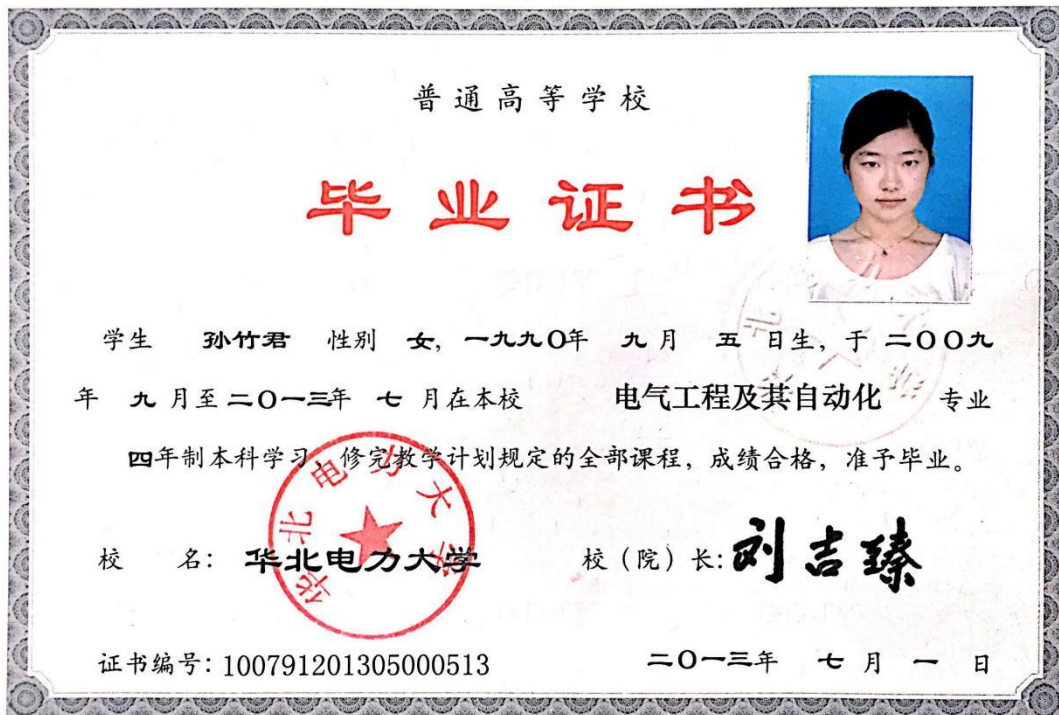 普通高等学校
毕业证书
学生 孙竹君 性别 女，一九九〇年 九月 五 日生，于 二〇〇九
年 九 月至 二〇一三年 七 月在本校 电气工程及其自动化 专业
四年制本科学习，修完教学计划规定的全部课程，成绩合格，准予毕业。
华北电力大学
校 名：华北电力大学 校（院）长：刘吉臻
证书编号：100791201305000513 二〇一三年 七 月 一 日